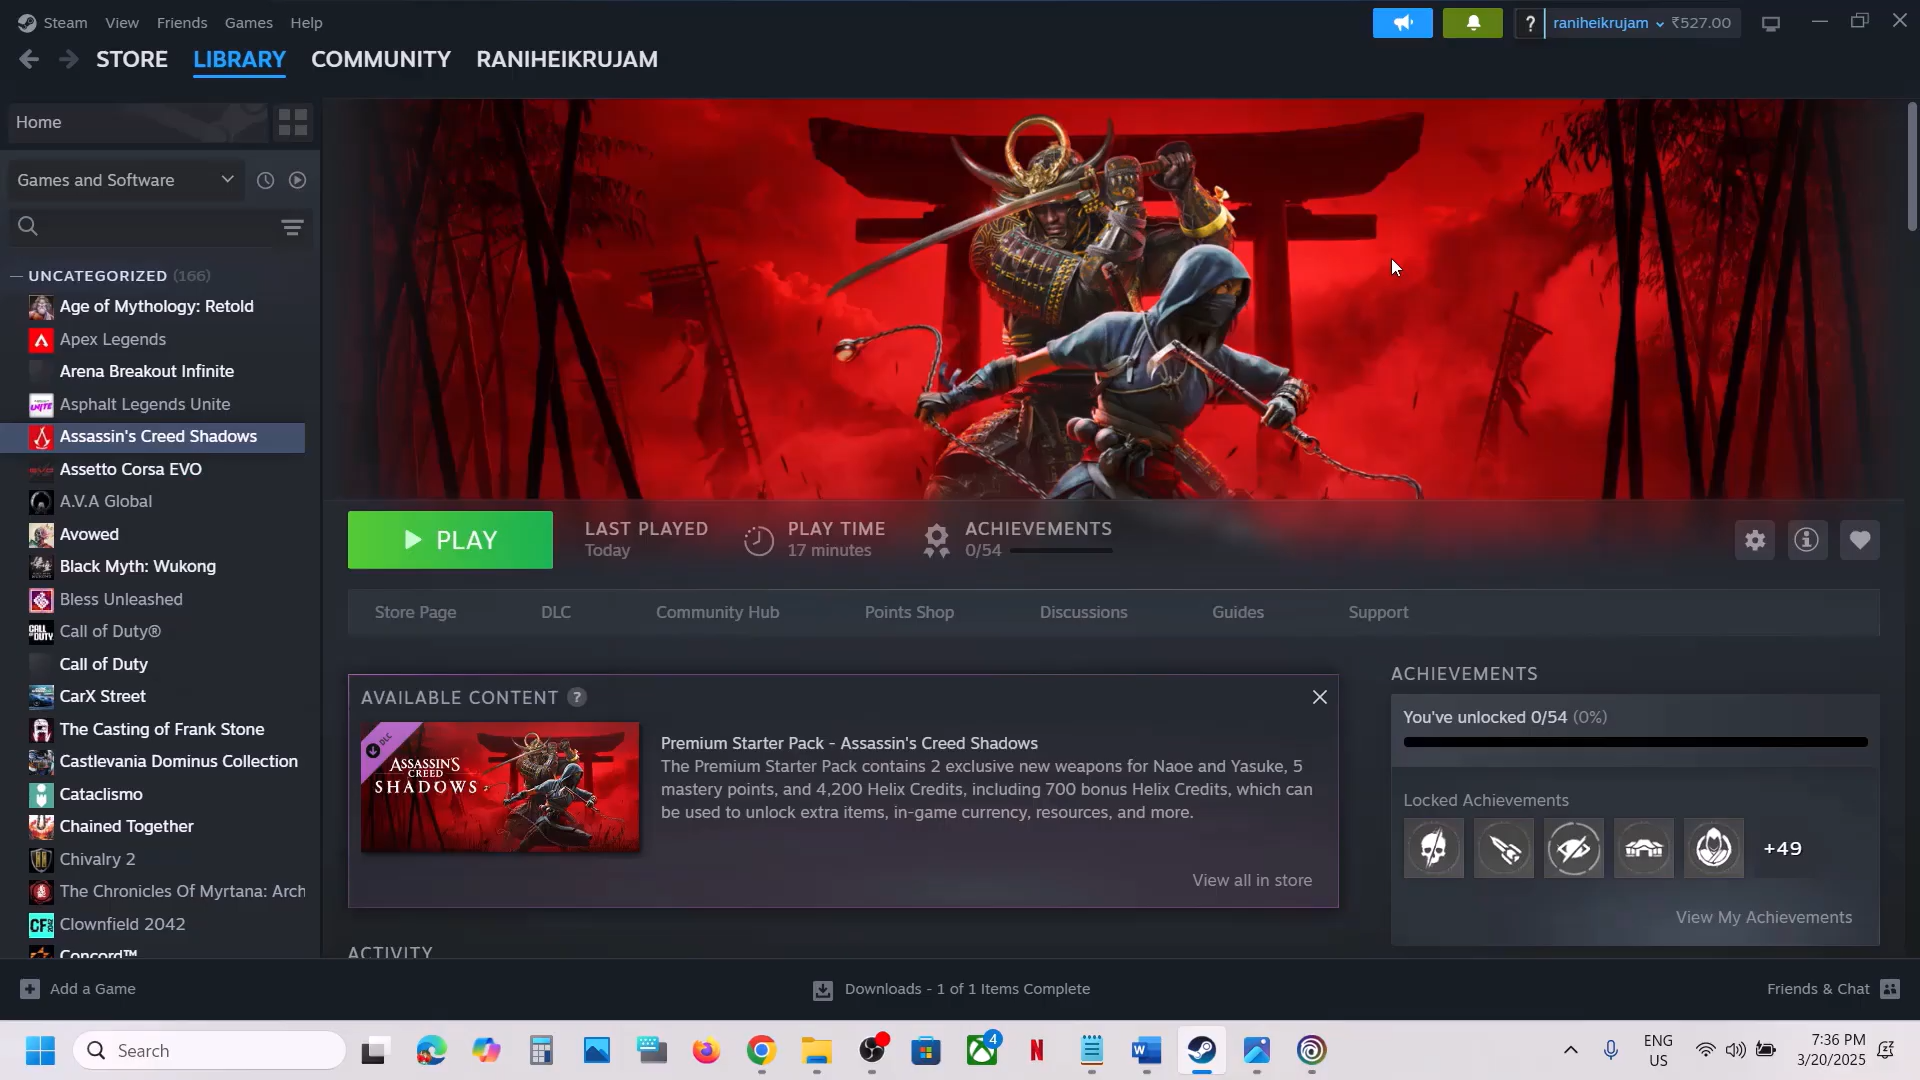 Steam View Friends Games Help
raniheikrujam ₹527.00
STORE LIBRARY COMMUNITY RANIHEIKRUJAM
Home
Games and Software
UNCATEGORIZED (166)
Age of Mythology: Retold
Apex Legends
Arena Breakout Infinite
Asphalt Legends Unite
Assassin's Creed Shadows
Assetto Corsa EVO
A.V.A Global
Avowed
Black Myth: Wukong
Bless Unleashed
Call of Duty®
Call of Duty
CarX Street
The Casting of Frank Stone
Castlevania Dominus Collection
Cataclismo
Chained Together
Chivalry 2
The Chronicles Of Myrtana: Arch
Clownfield 2042
Concord™
PLAY
LAST PLAYED
Today
PLAY TIME
17 minutes
ACHIEVEMENTS
0/54
Store Page DLC Community Hub Points Shop Discussions Guides Support
AVAILABLE CONTENT ?
DLC
ASSASSIN'S
CREED
SHADOWS
Premium Starter Pack - Assassin's Creed Shadows
The Premium Starter Pack contains 2 exclusive new weapons for Naoe and Yasuke, 5
mastery points, and 4,200 Helix Credits, including 700 bonus Helix Credits, which can
be used to unlock extra items, in-game currency, resources, and more.
View all in store
ACHIEVEMENTS
You've unlocked 0/54 (0%)
Locked Achievements
+49
View My Achievements
ACTIVITY
Add a Game
Downloads - 1 of 1 Items Complete
Friends & Chat
Search
4
ENG
US
7:36 PM
3/20/2025